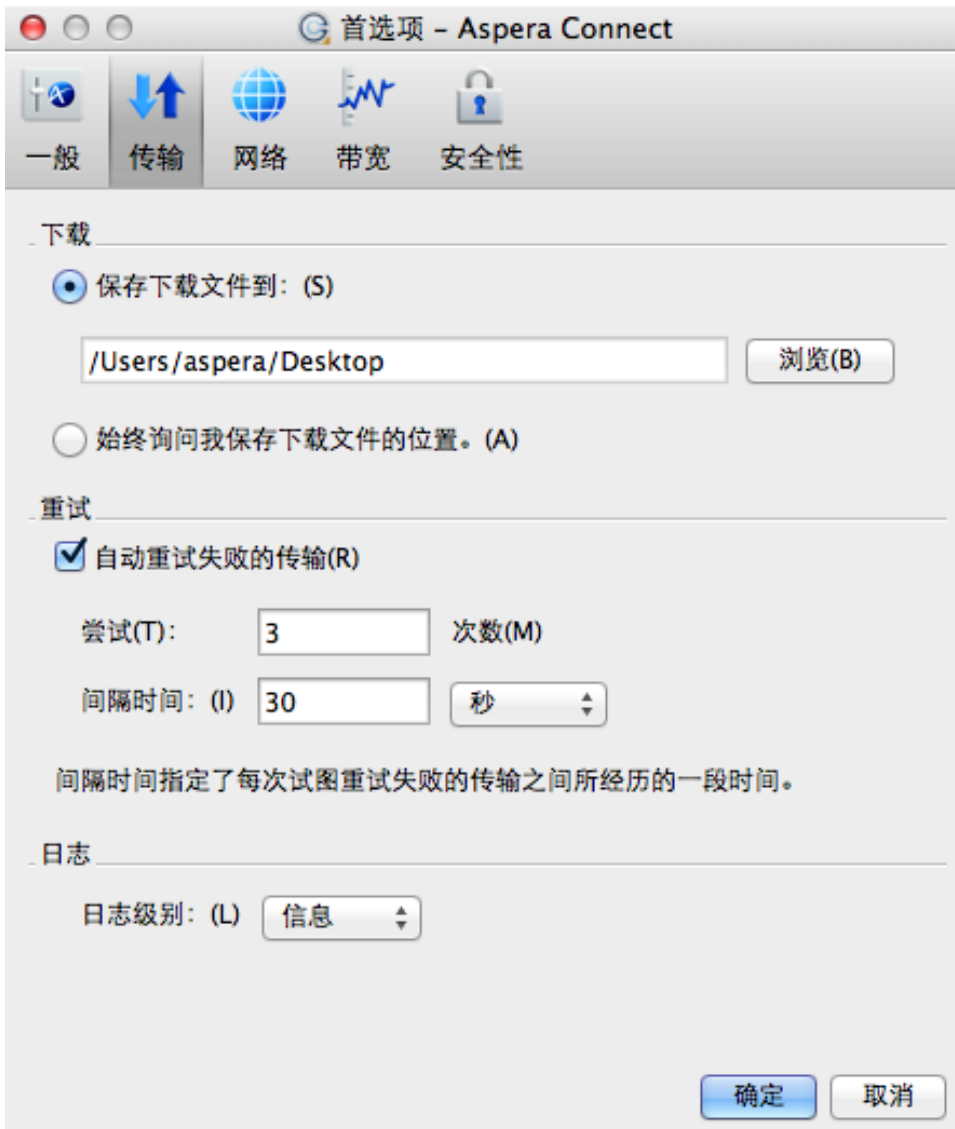 首选项 – Aspera Connect
一般 传输 网络 带宽 安全性
下载
保存下载文件到：(S)
/Users/aspera/Desktop 浏览(B)
始终询问我保存下载文件的位置。(A)
重试
自动重试失败的传输(R)
尝试(T)： 3 次数(M)
间隔时间：(I) 30 秒
间隔时间指定了每次试图重试失败的传输之间所经历的一段时间。
日志
日志级别：(L) 信息
确定 取消